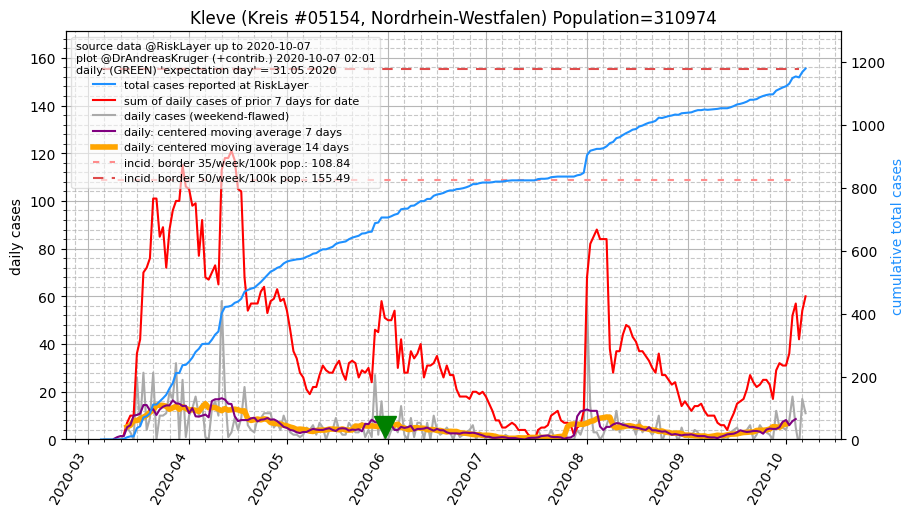 Kleve (Kreis #05154, Nordrhein-Westfalen) Population=310974
source data @RiskLayer up to 2020-10-07
plot @DrAndreasKruger (+contrib.) 2020-10-07 02:01
daily: (GREEN) 'expectation day' = 31.05.2020
total cases reported at RiskLayer
sum of daily cases of prior 7 days for date
daily cases (weekend-flawed)
daily: centered moving average 7 days
daily: centered moving average 14 days
incid. border 35/week/100k pop.: 108.84
incid. border 50/week/100k pop.: 155.49
daily cases
160
140
120
100
80
60
40
20
0
cumulative total cases
1200
1000
800
600
400
200
0
2020-03
2020-04
2020-05
2020-06
2020-07
2020-08
2020-09
2020-10